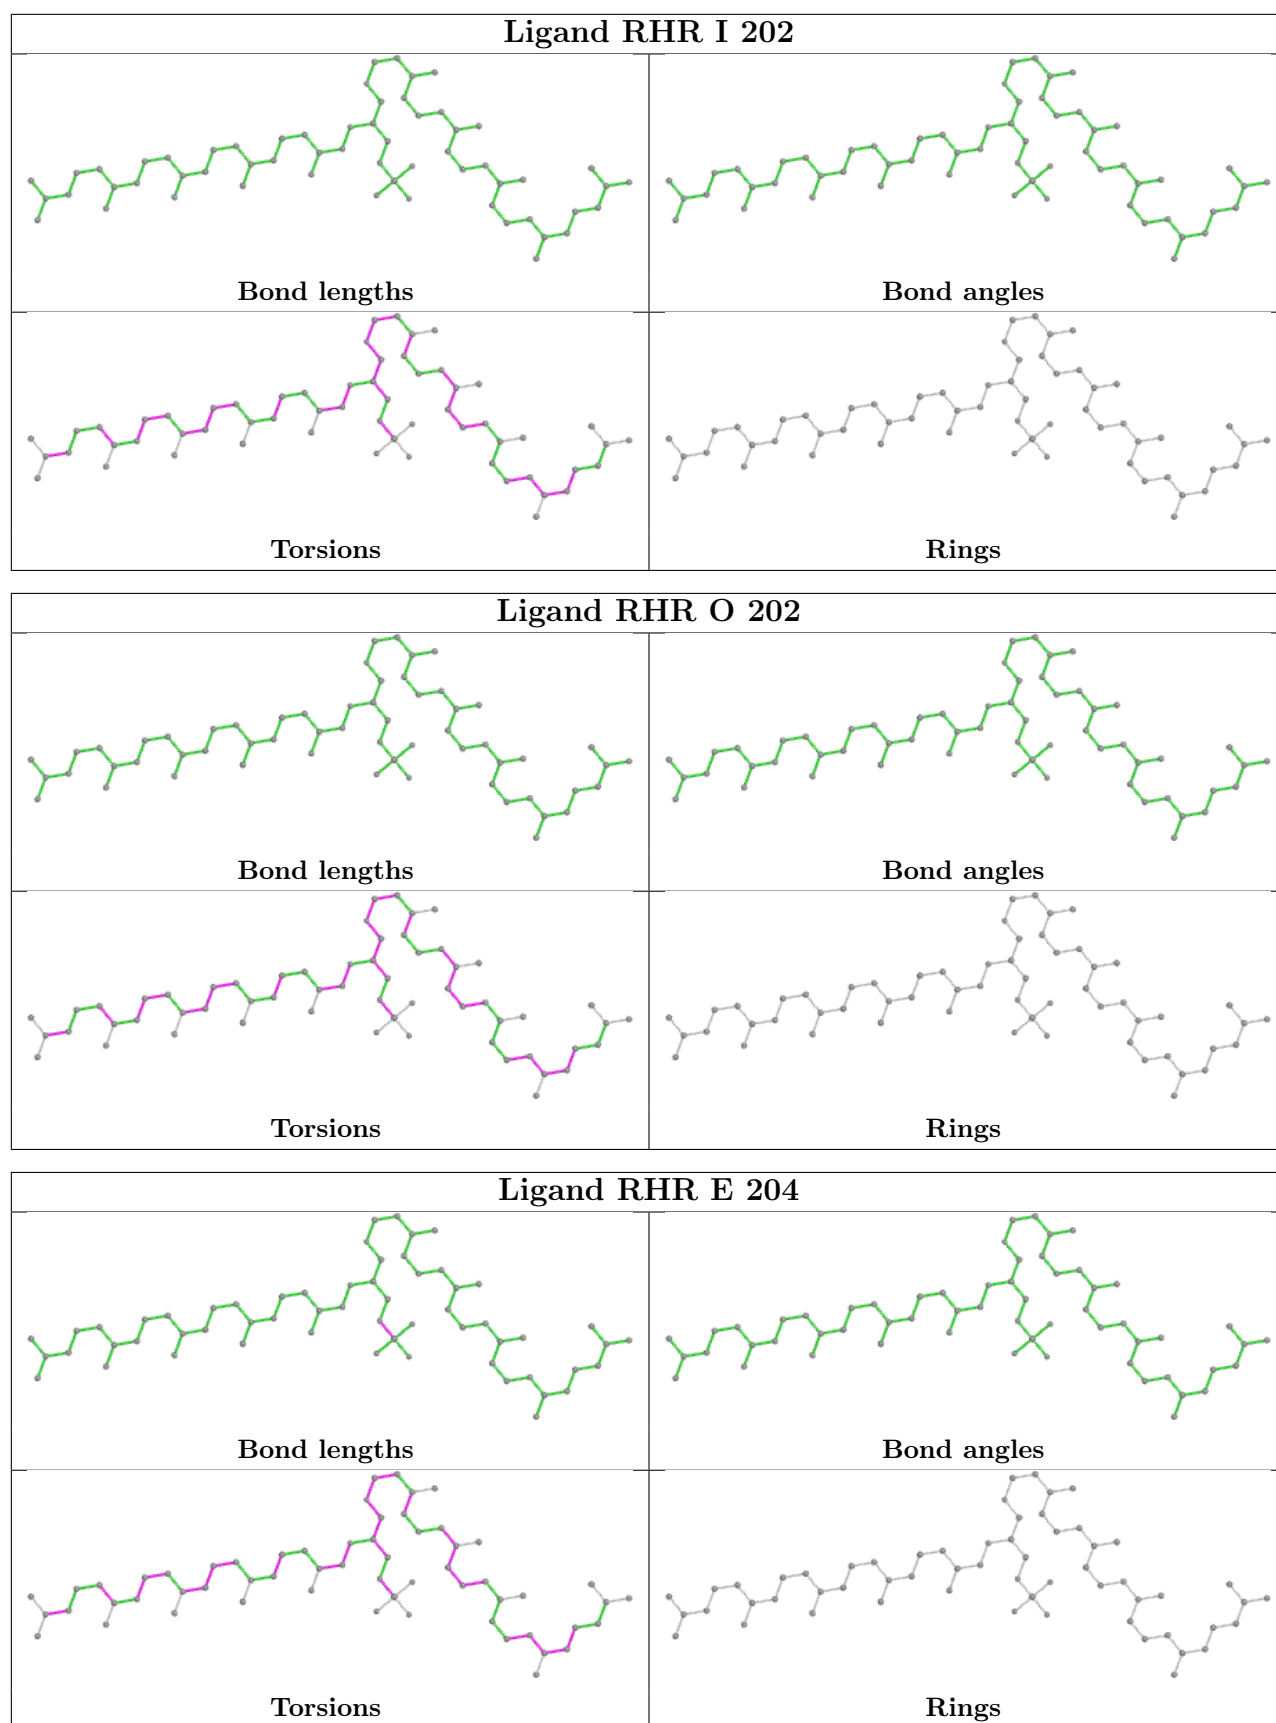 Ligand RHR I 202
Bond lengths
Bond angles
Torsions
Rings
Ligand RHR O 202
Bond lengths
Bond angles
Torsions
Rings
Ligand RHR E 204
Bond lengths
Bond angles
Torsions
Rings